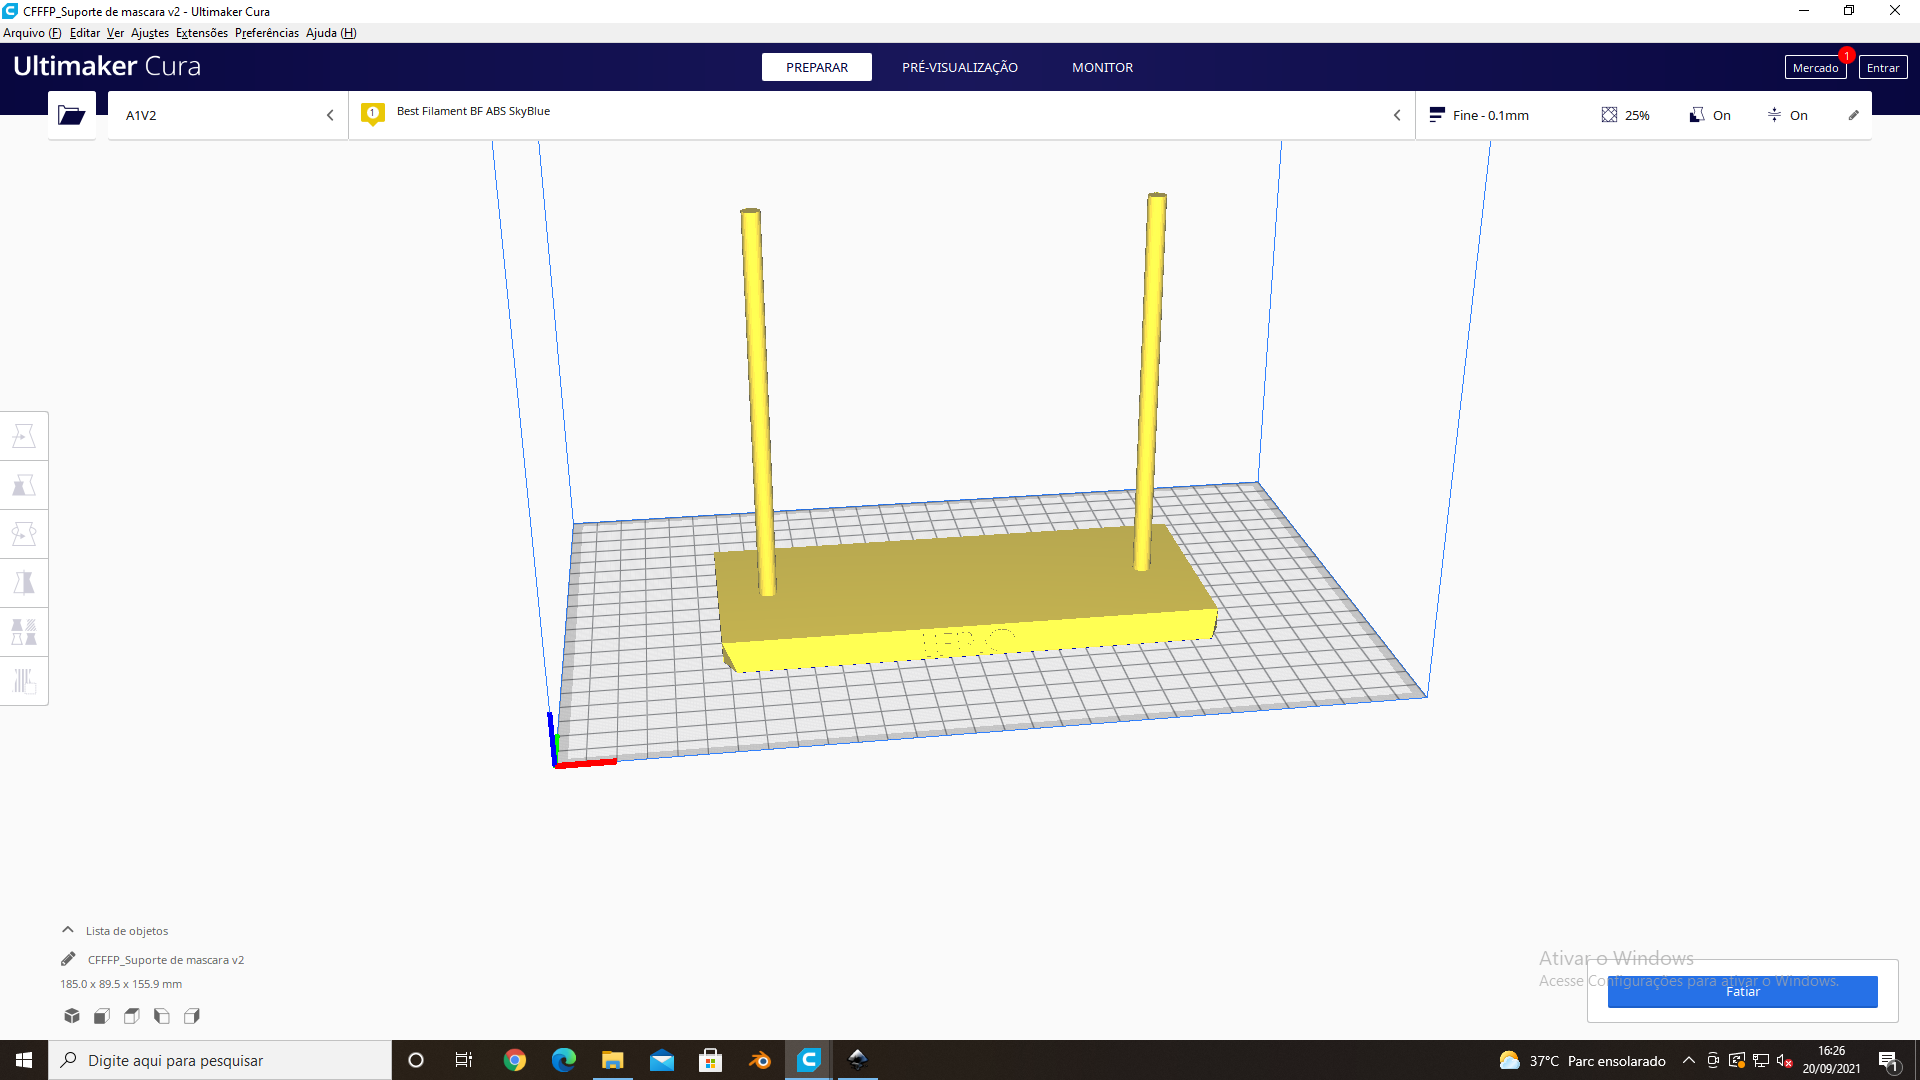 CFFFP_Suporte de mascara v2 - Ultimaker Cura
Arquivo (F) Editar Ver Ajustes Extensões Preferências Ajuda (H)
Ultimaker Cura
PREPARAR PRÉ-VISUALIZAÇÃO MONITOR
Mercado 1 Entrar
A1V2
1 Best Filament BF ABS SkyBlue
Fine - 0.1mm 25% On On
Lista de objetos
CFFFP_Suporte de mascara v2
185.0 x 89.5 x 155.9 mm
Ativar o Windows
Acesse Configurações para ativar o Windows.
Fatiar
Digite aqui para pesquisar
37°C Parc ensolarado
16:26
20/09/2021
1